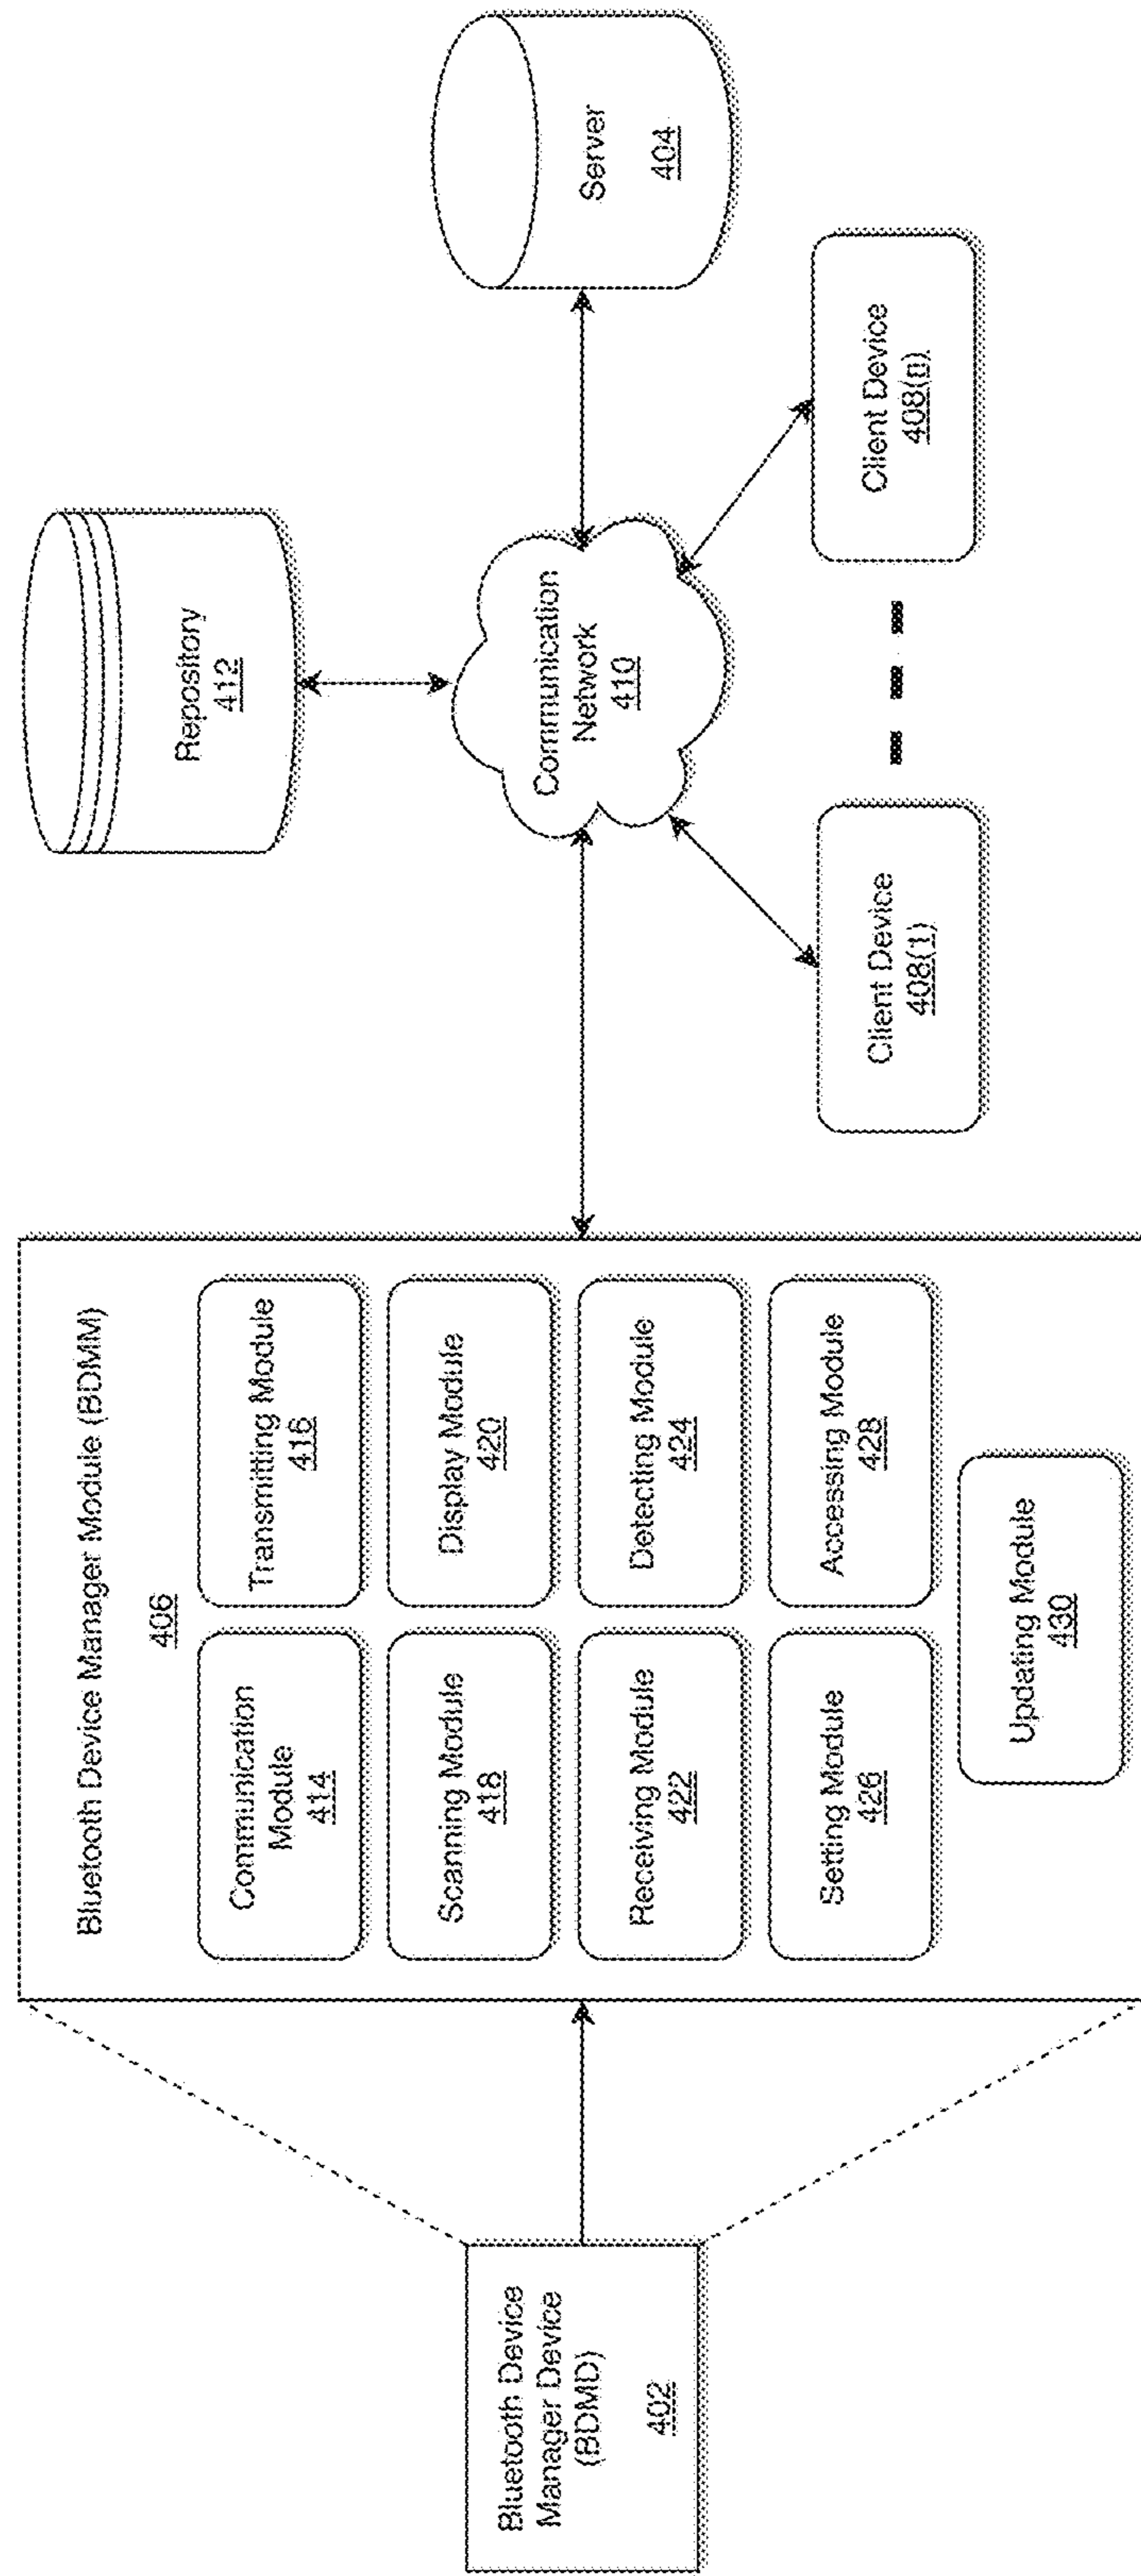 Bluetooth Device
Manager Device
(BDMD)
402
Bluetooth Device Manager Module (BDMM)
406
Communication
Module
414
Transmitting Module
416
Scanning Module
418
Display Module
420
Receiving Module
422
Detecting Module
424
Setting Module
426
Accessing Module
428
Updating Module
430
Repository
412
Communication
Network
410
Server
404
Client Device
408(1)
Client Device
408(n)